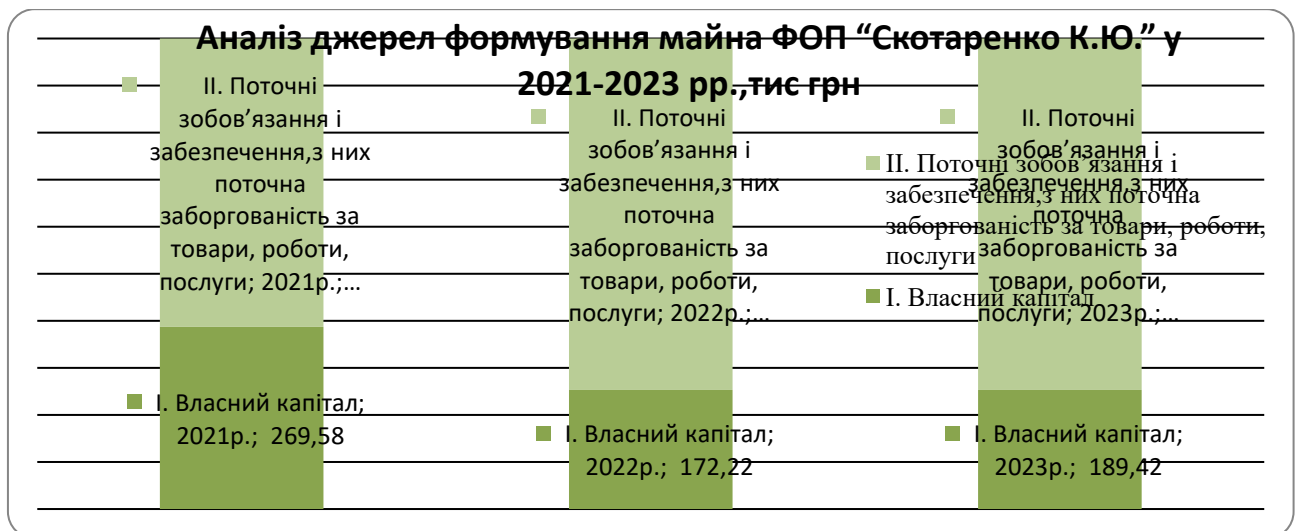 Аналіз джерел формування майна ФОП “Скотаренко К.Ю.” у
2021-2023 рр.,тис грн
ІІ. Поточні
зобов’язання і
забезпечення,з них
поточна
заборгованість за
товари, роботи,
послуги; 2021р.;…
ІІ. Поточні
зобов’язання і
забезпечення,з них
поточна
заборгованість за
товари, роботи,
послуги; 2022р.;…
ІІ. Поточні
зобов’язання і
забезпечення,з них
поточна
заборгованість за
товари, роботи,
послуги; 2023р.;…
ІІ. Поточні зобов’язання і
забезпечення,з них поточна
заборгованість за товари, роботи,
послуги
І. Власний капітал
І. Власний капітал;
2021р.; 269,58
І. Власний капітал;
2022р.; 172,22
І. Власний капітал;
2023р.; 189,42